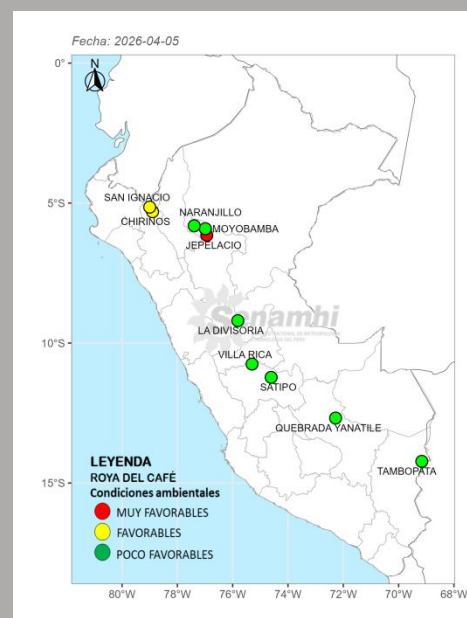 Fecha: 2026-04-05
N
0°
5°S
10°S
15°S
SAN IGNACIO
CHIRINOS
NARANJILLO
MOYOBAMBA
JEPELACIO
Senamhi
LA DIVISORIA
VILLA RICA
SATIPO
QUEBRADA YANATILE
TAMBOPATA
LEYENDA
ROYA DEL CAFÉ
Condiciones ambientales
MUY FAVORABLES
FAVORABLES
POCO FAVORABLES
80°W 78°W 76°W 74°W 72°W 70°W 68°W